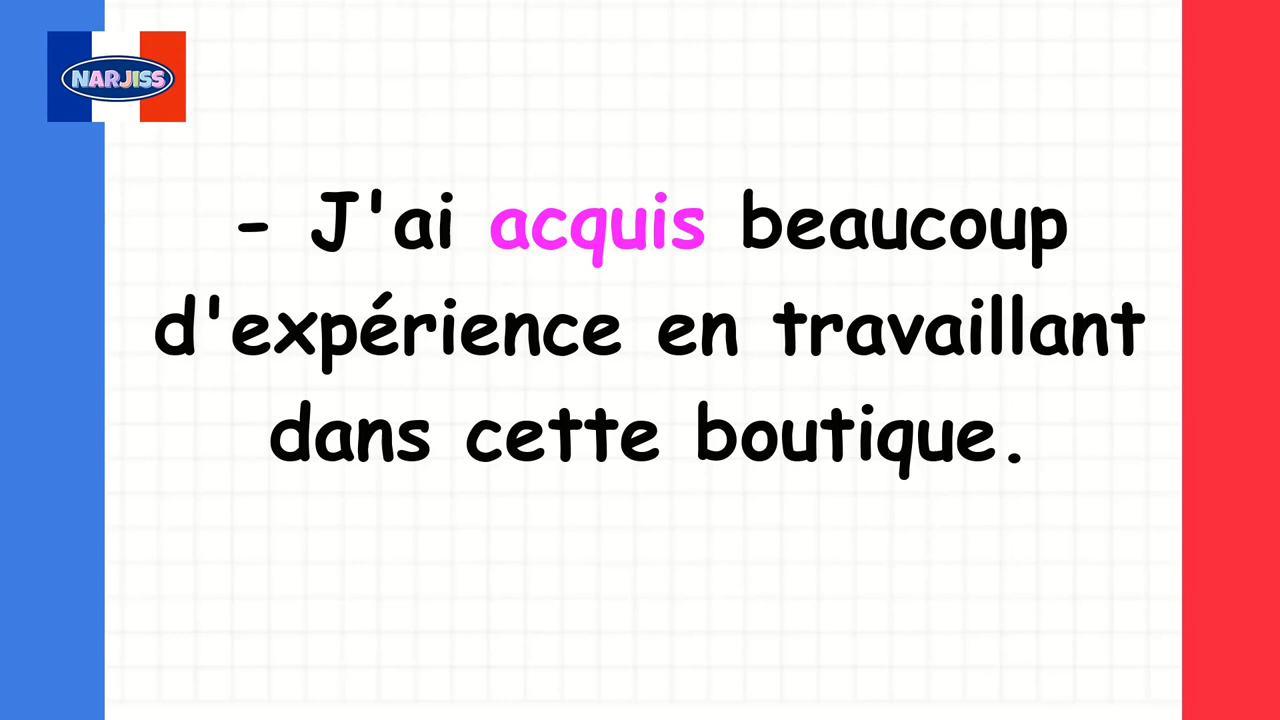 NARJISS
- J'ai acquis beaucoup
d'expérience en travaillant
dans cette boutique.